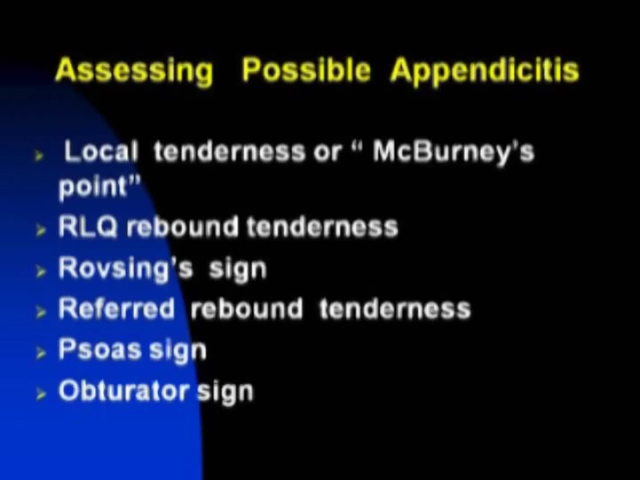 Assessing Possible Appendicitis
Local tenderness or “ McBurney’s
point”
RLQ rebound tenderness
Rovsing’s sign
Referred rebound tenderness
Psoas sign
Obturator sign